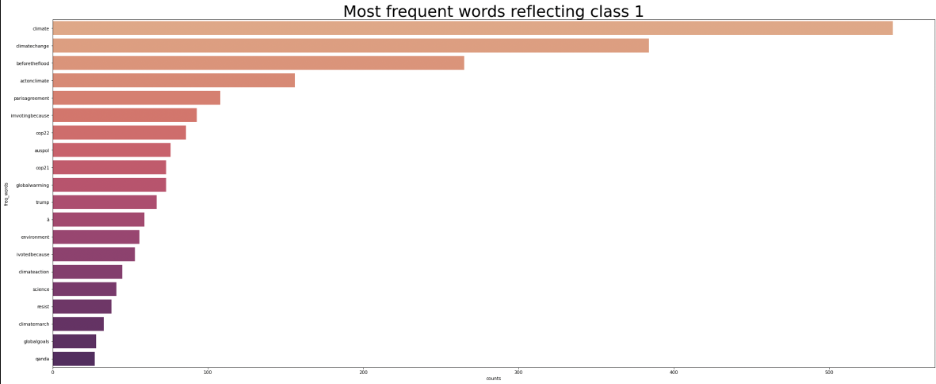 Most frequent words reflecting class 1
climate
climatechange
beforetheflood
actonclimate
parisagreement
imvotingbecause
cop22
auspol
cop21
globalwarming
trump
environment
ivotedbecause
climateaction
science
resist
climatemarch
globalgoals
qanda
freq_words
0 100 200 300 400 500
counts